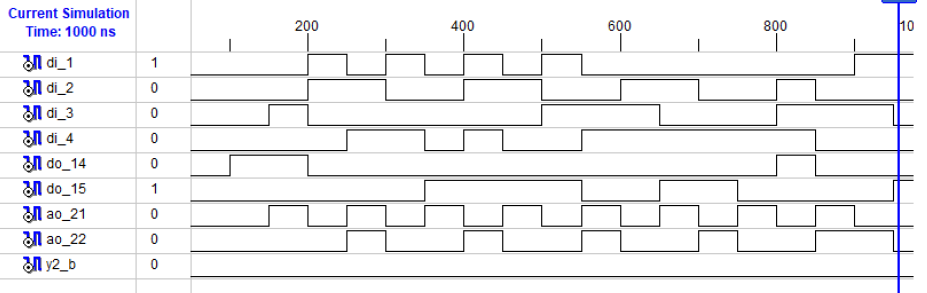 Current Simulation
Time: 1000 ns
200 400 600 800 10
di_1 1
di_2 0
di_3 0
di_4 0
do_14 0
do_15 1
ao_21 0
ao_22 0
y2_b 0